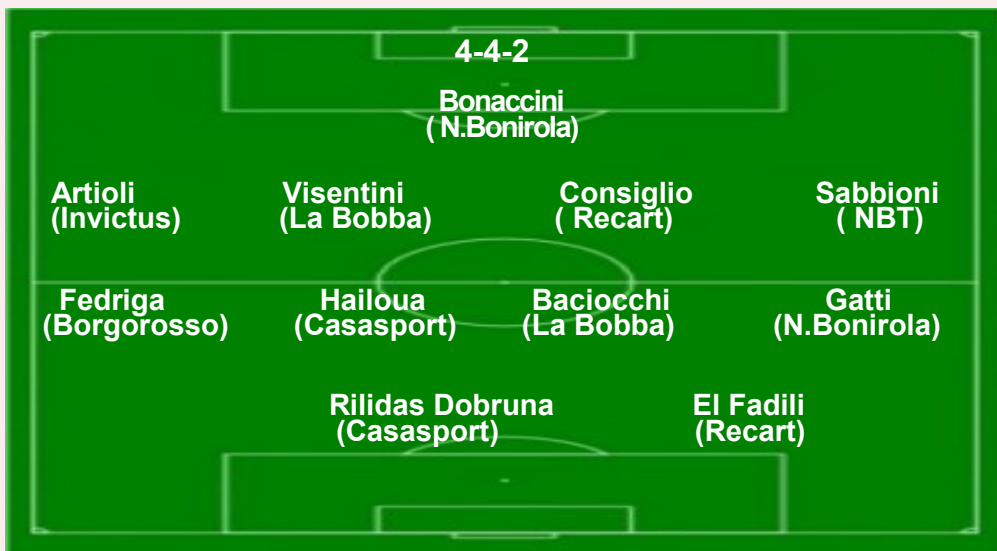 4-4-2
Bonaccini
( N.Bonirola)
Artioli Visentini Consiglio Sabbioni
(Invictus) (La Bobba) ( Recart) ( NBT)
Fedriga Hailoua Baciocchi Gatti
(Borgorosso) (Casasport) (La Bobba) (N.Bonirola)
Rilidas Dobruna El Fadili
(Casasport) (Recart)